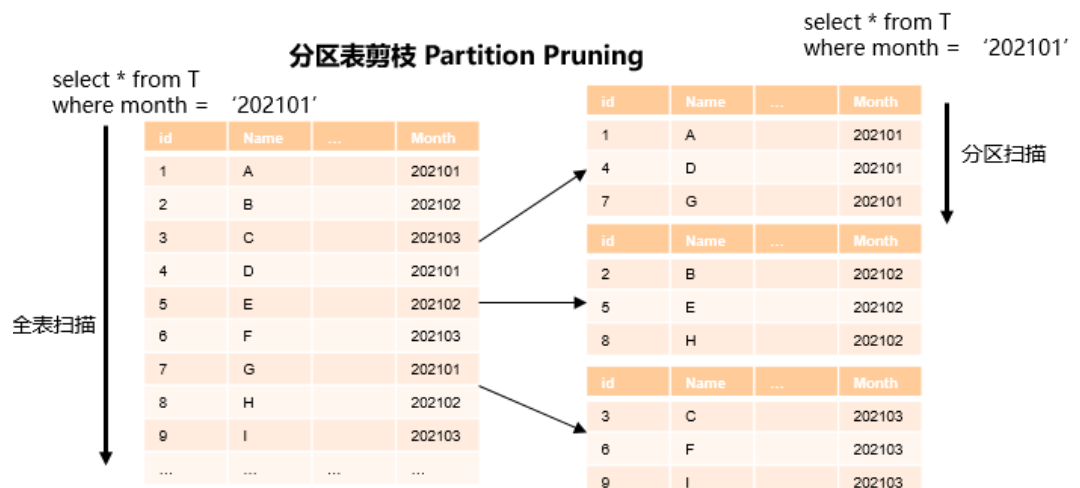 分区表剪枝 Partition Pruning
select * from T
where month = ‘202101’
全表扫描
id Name ... Month
1 A 202101
2 B 202102
3 C 202103
4 D 202101
5 E 202102
6 F 202103
7 G 202101
8 H 202102
9 I 202103
... ... ... ...
select * from T
where month = ‘202101’
分区扫描
id Name ... Month
1 A 202101
4 D 202101
7 G 202101
id Name ... Month
2 B 202102
5 E 202102
8 H 202102
id Name ... Month
3 C 202103
6 F 202103
9 I 202103